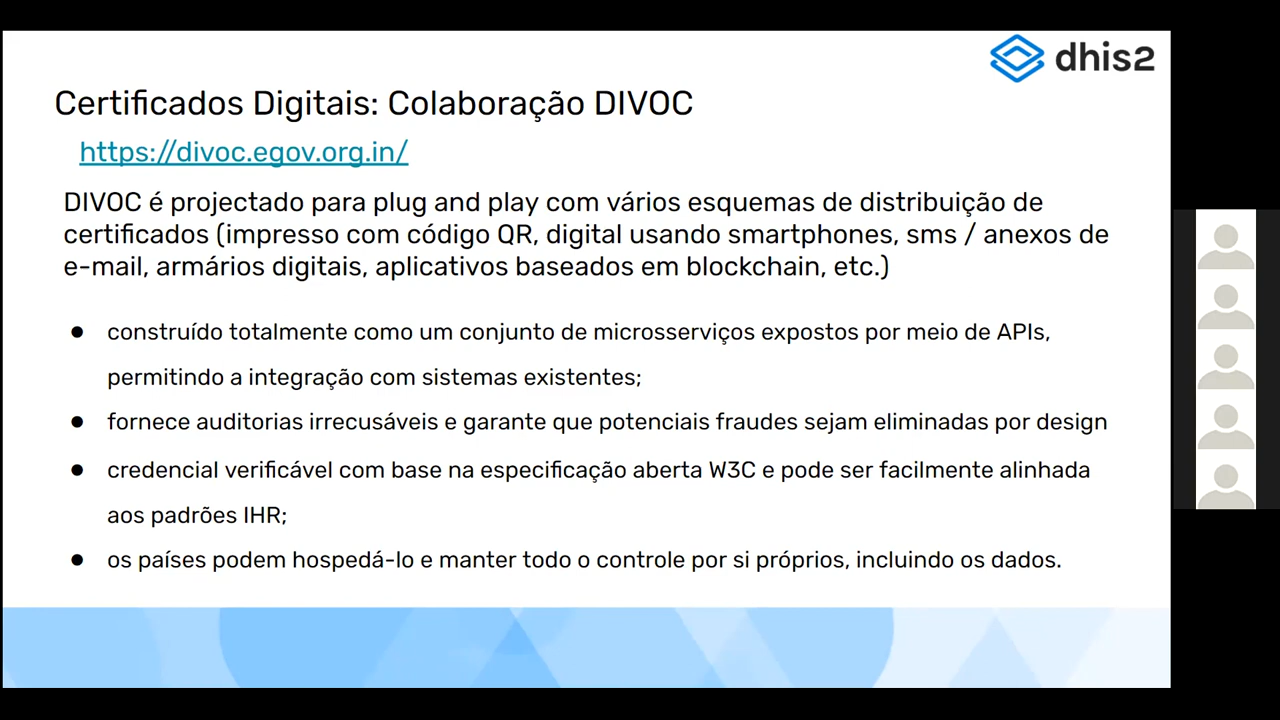 dhis2
Certificados Digitais: Colaboração DIVOC
https://divoc.egov.org.in/
DIVOC é projectado para plug and play com vários esquemas de distribuição de
certificados (impresso com código QR, digital usando smartphones, sms / anexos de
e-mail, armários digitais, aplicativos baseados em blockchain, etc.)
● construído totalmente como um conjunto de microsserviços expostos por meio de APIs,
permitindo a integração com sistemas existentes;
● fornece auditorias irrecusáveis e garante que potenciais fraudes sejam eliminadas por design
● credencial verificável com base na especificação aberta W3C e pode ser facilmente alinhada
aos padrões IHR;
● os países podem hospedá-lo e manter todo o controle por si próprios, incluindo os dados.